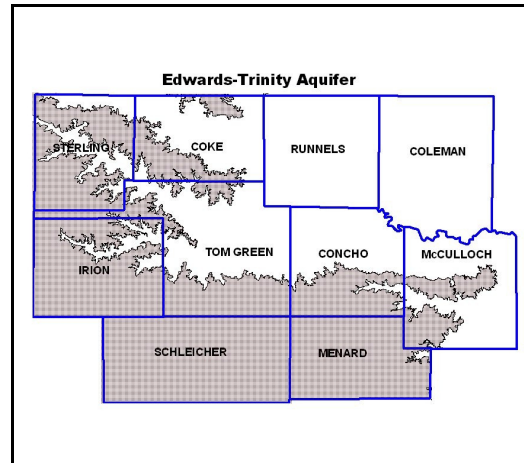 Edwards-Trinity Aquifer
STERLING
COKE
RUNNELS
COLEMAN
IRION
TOM GREEN
CONCHO
McCULLOCH
SCHLEICHER
MENARD